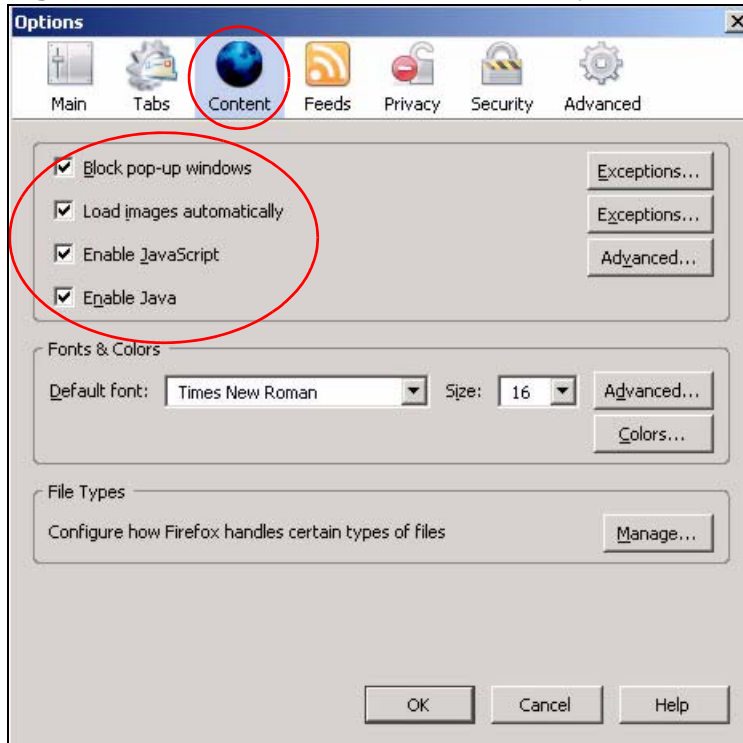 Options
Main Tabs Content Feeds Privacy Security Advanced
Block pop-up windows Exceptions...
Load images automatically Exceptions...
Enable JavaScript Advanced...
Enable Java
Fonts & Colors
Default font: Times New Roman Size: 16 Advanced...
Colors...
File Types
Configure how Firefox handles certain types of files Manage...
OK Cancel Help